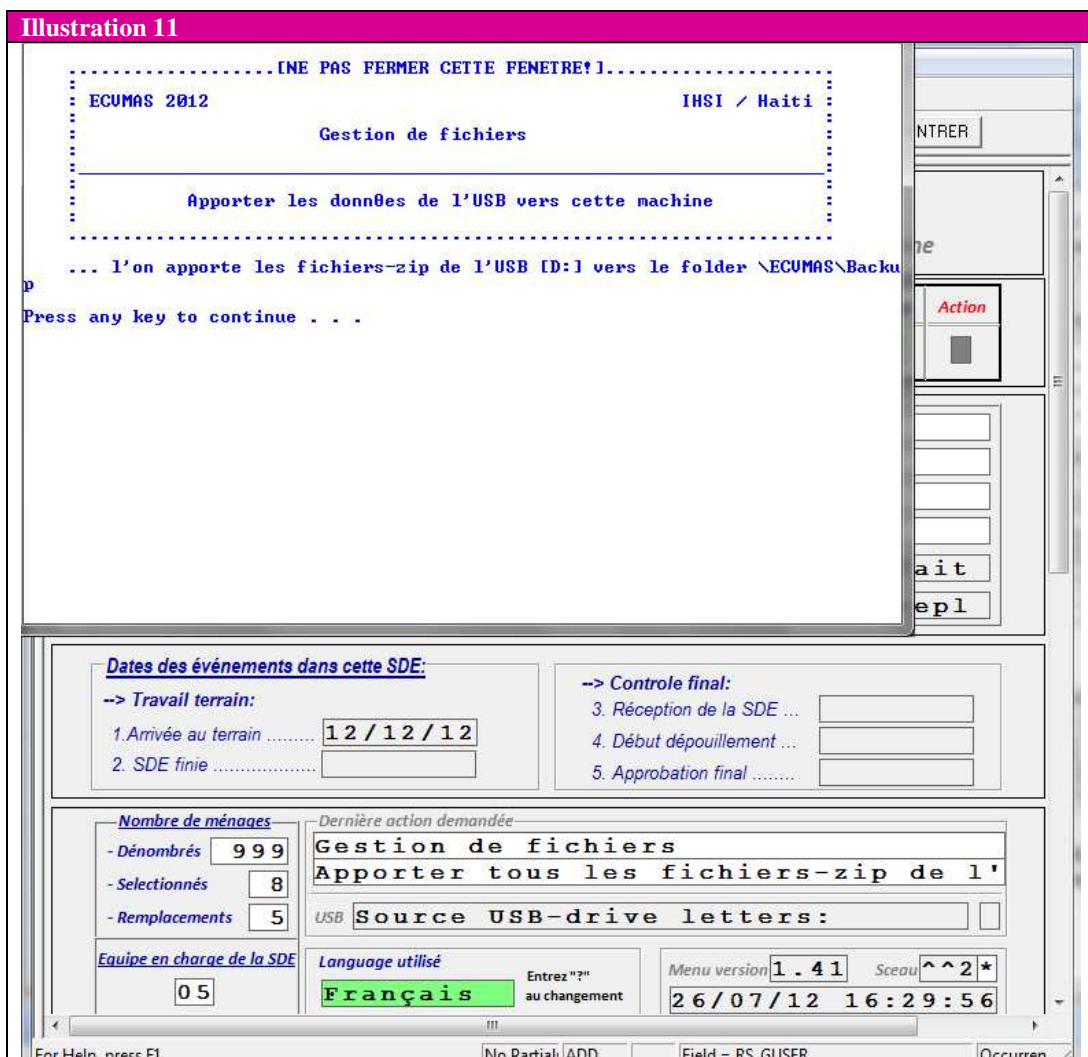 Illustration 11
[NE PAS FERMER CETTE FENETRE!]
ECVMAS 2012 IHSI / Haiti
Gestion de fichiers
Apporter les donnθes de l'USB vers cette machine
... l'on apporte les fichiers-zip de l'USB [D:] vers le folder \ECVMAS\Backu
p
Press any key to continue . . .
NTRER
ne
Action
ait
epl
Dates des événements dans cette SDE:
--> Travail terrain:
1.Arrivée au terrain ......... 12/12/12
2. SDE finie ...................
--> Controle final:
3. Réception de la SDE ...
4. Début dépouillement ...
5. Approbation final ........
Nombre de ménages
- Dénombrés 999
- Selectionnés 8
- Remplacements 5
Equipe en charge de la SDE
05
Dernière action demandée
Gestion de fichiers
Apporter tous les fichiers-zip de l'
USB Source USB-drive letters:
Language utilisé
Français
Entrez "?"
au changement
Menu version 1.41 Sceau ^^2*
26/07/12 16:29:56
For Help, press F1 No Partial ADD Field = RS_GUSER Occurren